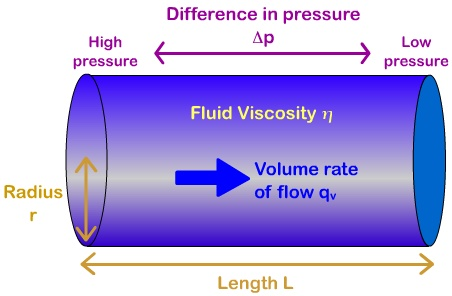 Difference in pressure
Δp
High
pressure
Low
pressure
Fluid Viscosity η
Volume rate
of flow qᵥ
Radius
r
Length L